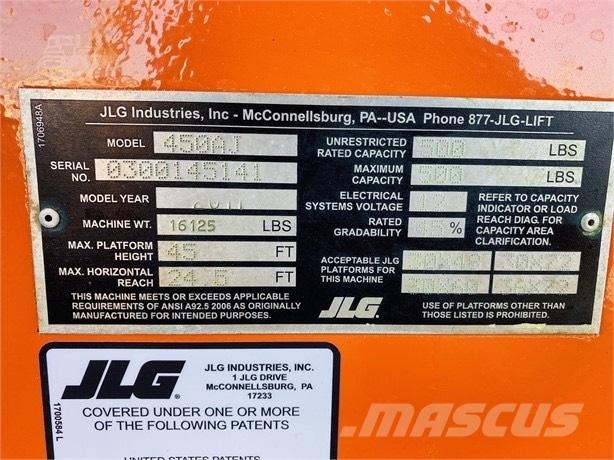 JLG Industries, Inc - McConnellsburg, PA--USA Phone 877-JLG-LIFT
1706948A
MODEL 450AJ
SERIAL NO. 0300145141
MODEL YEAR 2011
MACHINE WT. 16125 LBS
MAX. PLATFORM HEIGHT 45 FT
MAX. HORIZONTAL REACH 24.5 FT
THIS MACHINE MEETS OR EXCEEDS APPLICABLE
REQUIREMENTS OF ANSI A92.5 2006 AS ORIGINALLY
MANUFACTURED FOR INTENDED PURPOSES.
UNRESTRICTED RATED CAPACITY 500 LBS
MAXIMUM CAPACITY 500 LBS
ELECTRICAL SYSTEMS VOLTAGE 12
RATED GRADABILITY 45 %
REFER TO CAPACITY
INDICATOR OR LOAD
REACH DIAG. FOR
CAPACITY AREA
CLARIFICATION.
ACCEPTABLE JLG
PLATFORMS FOR
THIS MACHINE
JLG
USE OF PLATFORMS OTHER THAN
THOSE LISTED IS PROHIBITED.
JLG®
JLG INDUSTRIES, INC.
1 JLG DRIVE
McCONNELLSBURG, PA
17233
1700584 L
COVERED UNDER ONE OR MORE
OF THE FOLLOWING PATENTS
UNITED STATES PATENTS
MASCUS